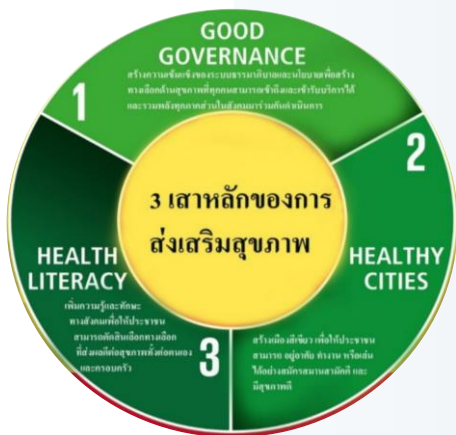 GOOD
GOVERNANCE
สร้างความเข้มแข็งของระบบธรรมาภิบาลและนโยบายเพื่อสร้าง
ทางเลือกด้านสุขภาพที่ทุกคนสามารถเข้าถึงและเข้ารับบริการได้
และรวมพลังทุกภาคส่วนในสังคมมาร่วมกันดำเนินการ
1
2
3 เสาหลักของการ
ส่งเสริมสุขภาพ
HEALTHY
CITIES
สร้างเมืองสีเขียว เพื่อให้ประชาชน
สามารถ อยู่อาศัย ทำงาน หรือเล่น
ได้อย่างสมัครสมานสามัคคี และ
มีสุขภาพดี
HEALTH
LITERACY
เพิ่มความรู้และทักษะ
ทางสังคมเพื่อให้ประชาชน
สามารถตัดสินเลือกทางเลือก
ที่ส่งผลดีต่อสุขภาพทั้งต่อตนเอง
และครอบครัว
3